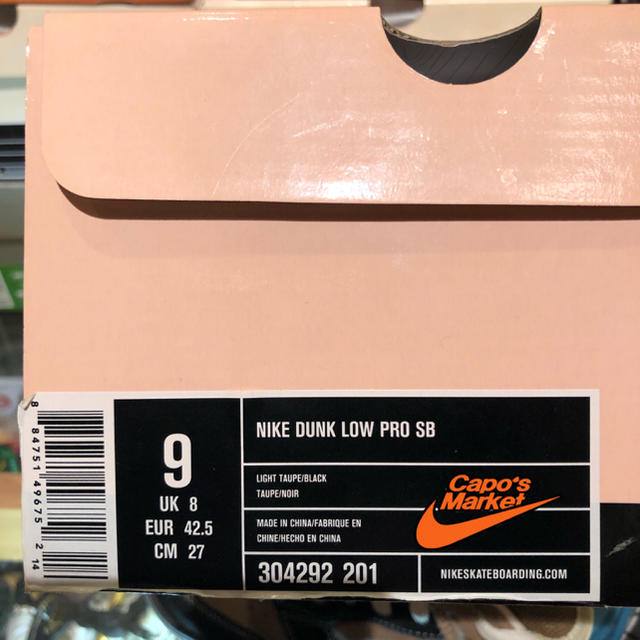 8 84751 49675 2 14
9
UK 8
EUR 42.5
CM 27
NIKE DUNK LOW PRO SB
LIGHT TAUPE/BLACK
TAUPE/NOIR
MADE IN CHINA/FABRIQUE EN
CHINE/HECHO EN CHINA
304292 201
Capo's
Market
NIKESKATEBOARDING.COM